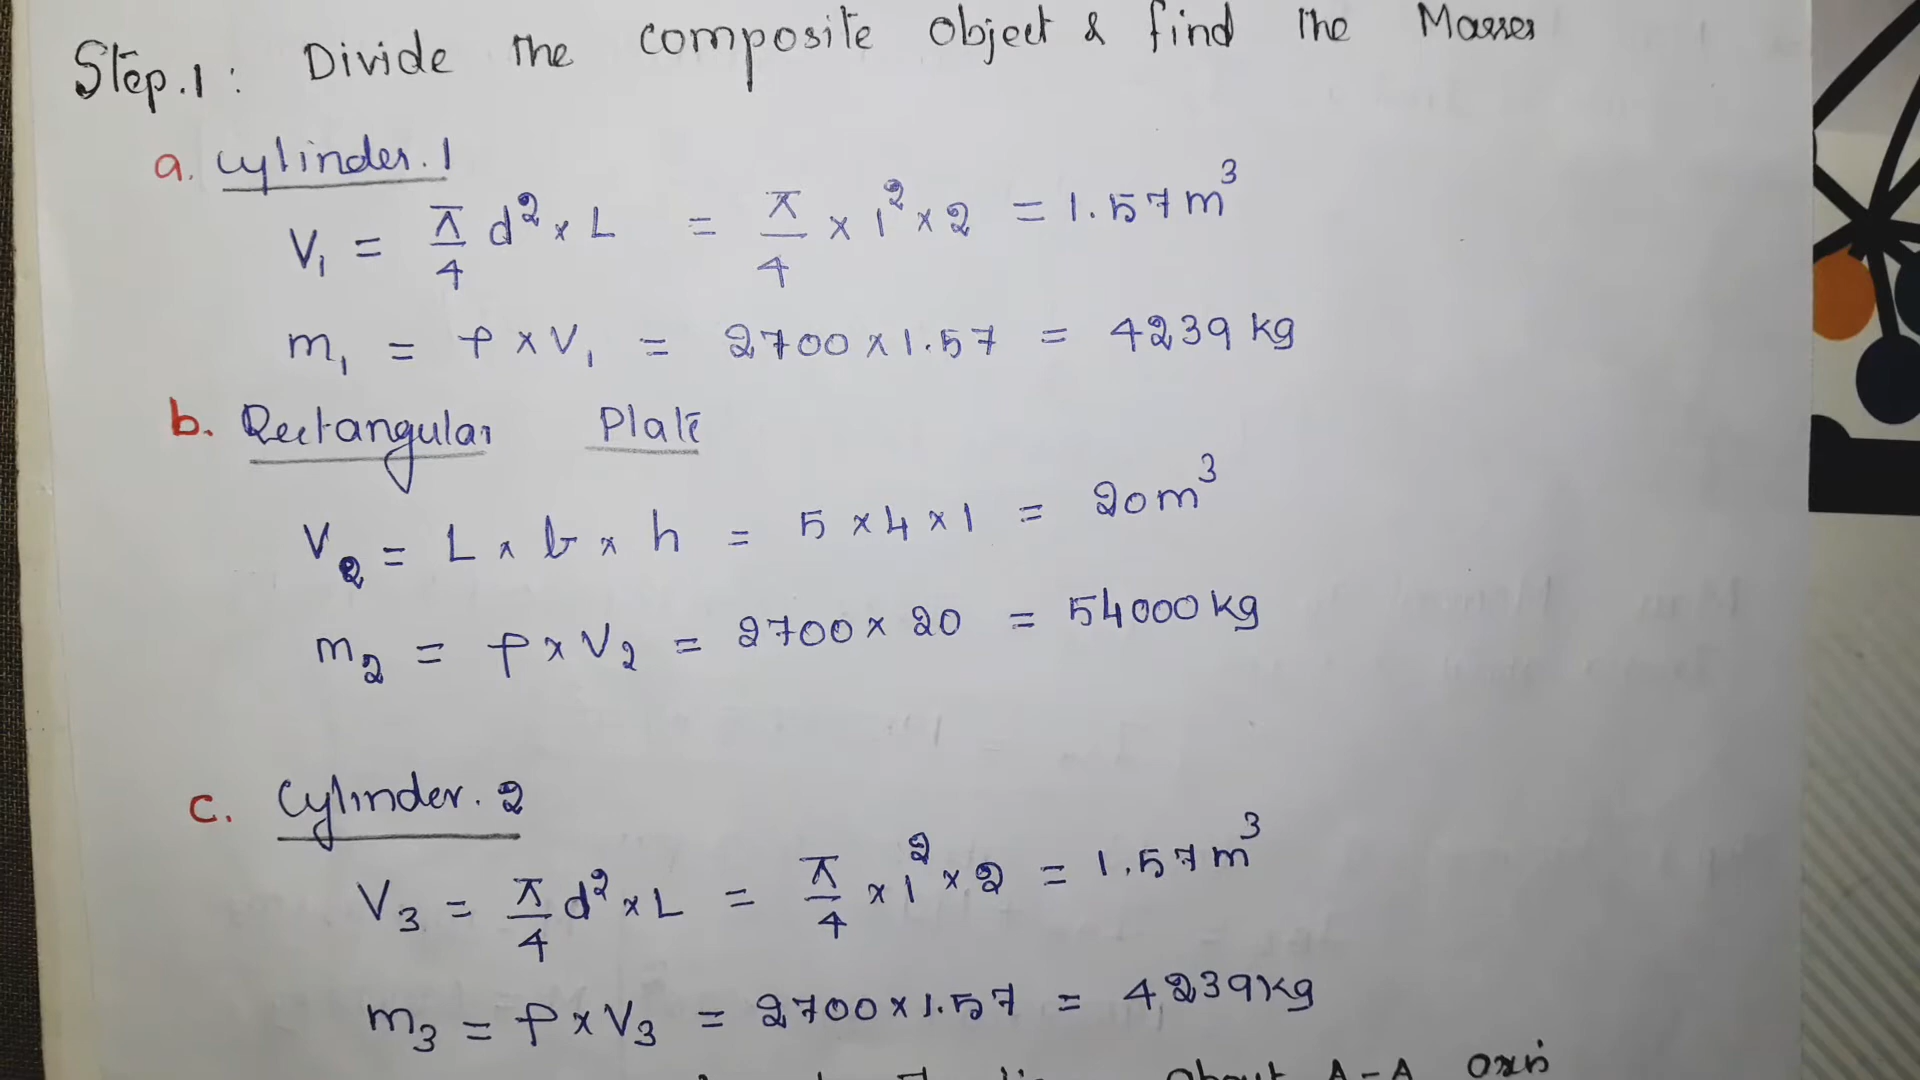 Step.1: Divide the composite object & find the Masses
a. Cylinder.1
V₁ = π/4 d² × L = π/4 × 1² × 2 = 1.57 m³
m₁ = ρ × V₁ = 2700 × 1.57 = 4239 kg
b. Rectangular Plate
V₂ = L × b × h = 5 × 4 × 1 = 20 m³
m₂ = ρ × V₂ = 2700 × 20 = 54000 kg
c. Cylinder.2
V₃ = π/4 d² × L = π/4 × 1² × 2 = 1.57 m³
m₃ = ρ × V₃ = 2700 × 1.57 = 4239 kg
about A-A axis